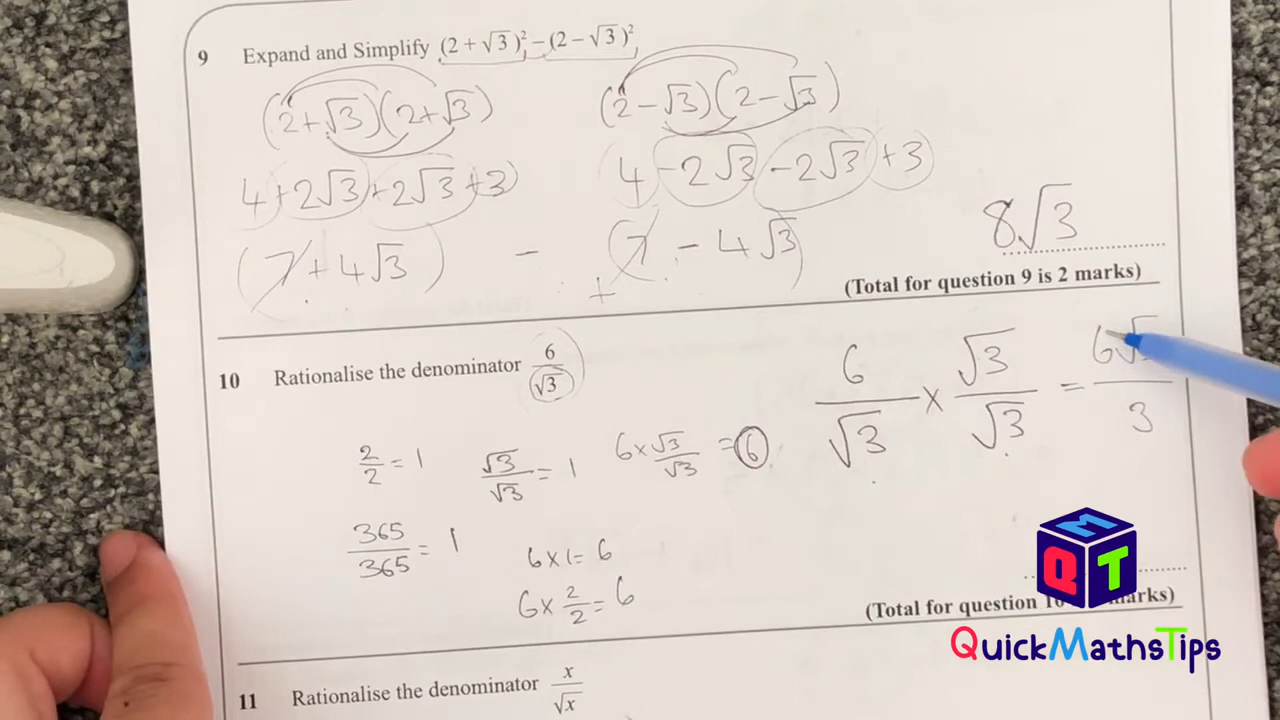 9 Expand and Simplify (2 + √3)² − (2 − √3)²
(2+√3)(2+√3) (2−√3)(2−√3)
4+2√3+2√3+3) 4−2√3−2√3+3
(7+4√3) − (7−4√3)
+
8√3
(Total for question 9 is 2 marks)
10 Rationalise the denominator 6/√3
6/√3 × √3/√3 = 6√ /3
2/2 = 1 √3/√3 = 1 6×√3/√3 = 6
365/365 = 1 6×1=6
6×2/2=6
(Total for question 10 marks)
QMT
QuickMathsTips
11 Rationalise the denominator x/√x